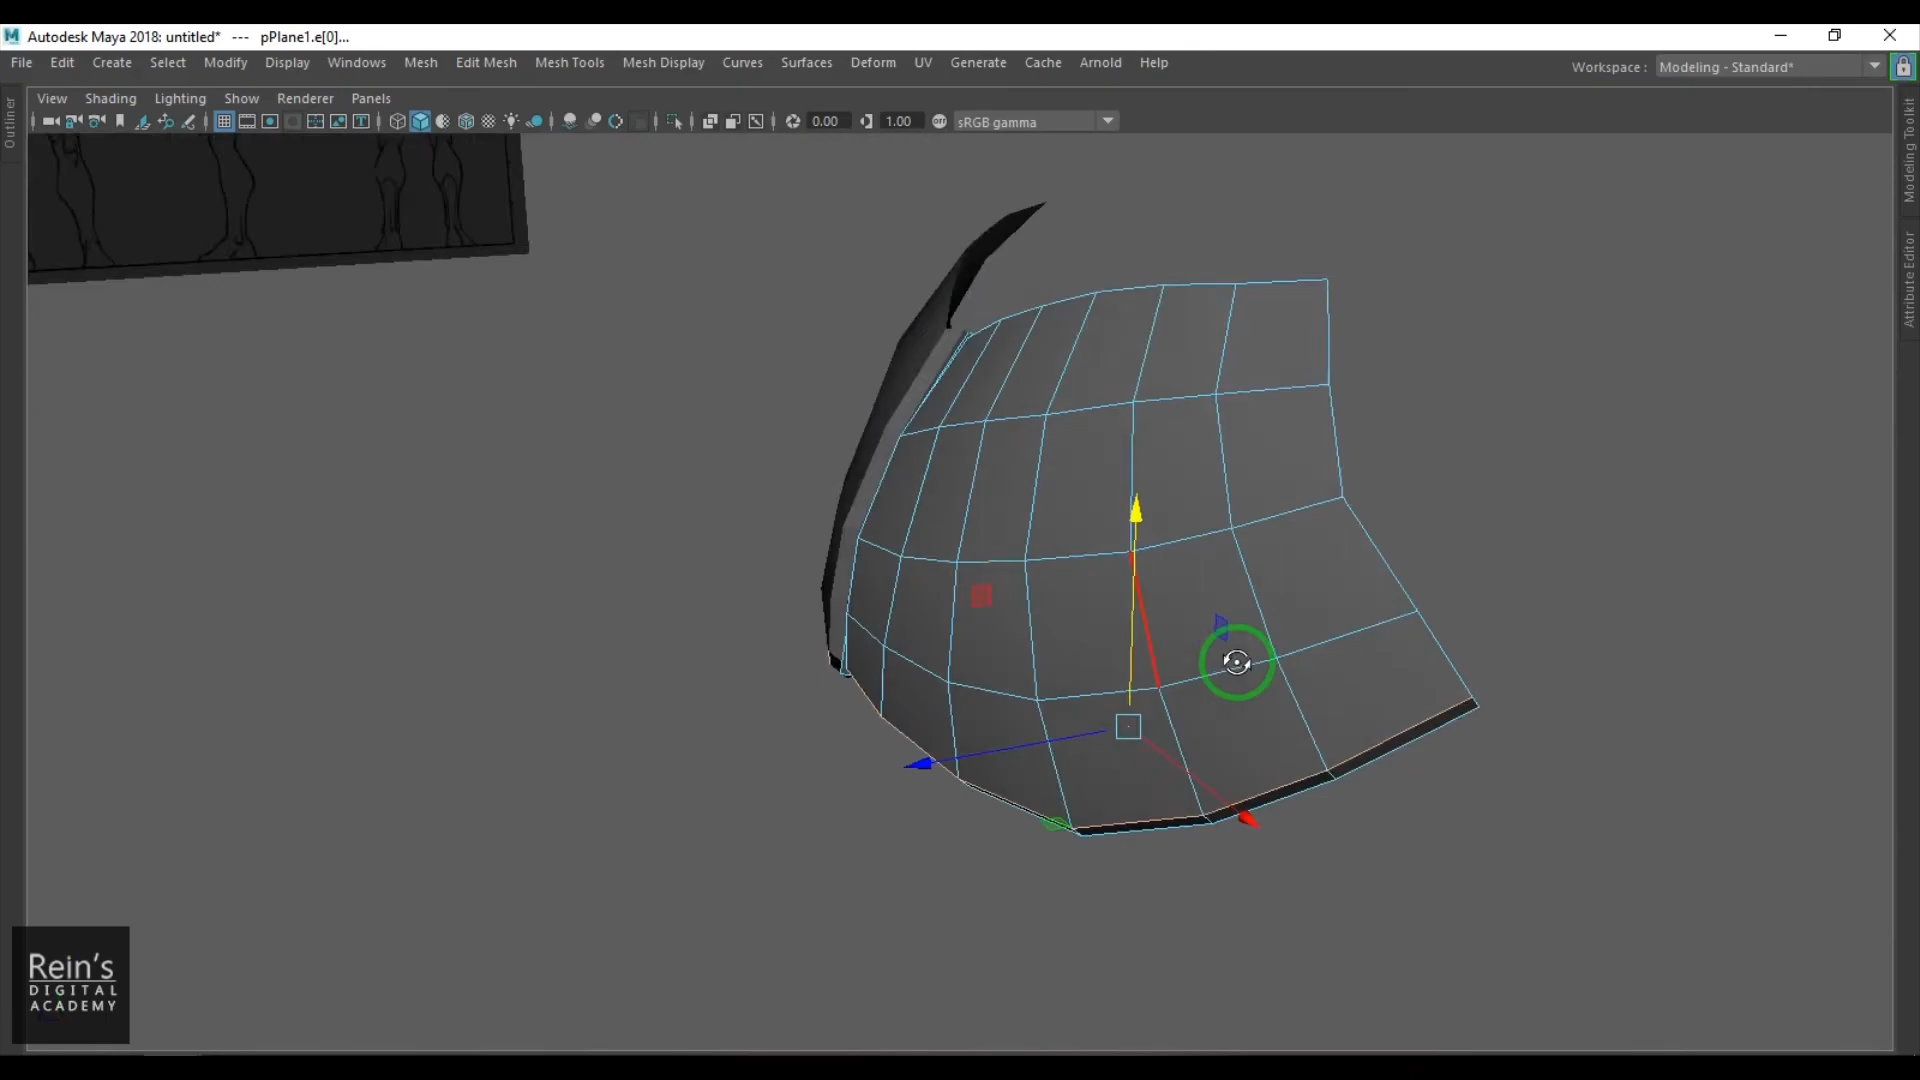 Autodesk Maya 2018: untitled* --- pPlane1.e[0]...
File Edit Create Select Modify Display Windows Mesh Edit Mesh Mesh Tools Mesh Display Curves Surfaces Deform UV Generate Cache Arnold Help
Workspace : Modeling - Standard*
View Shading Lighting Show Renderer Panels
0.00 1.00 sRGB gamma
Outliner
Modeling Toolkit
Attribute Editor
Rein's
DIGITAL
ACADEMY